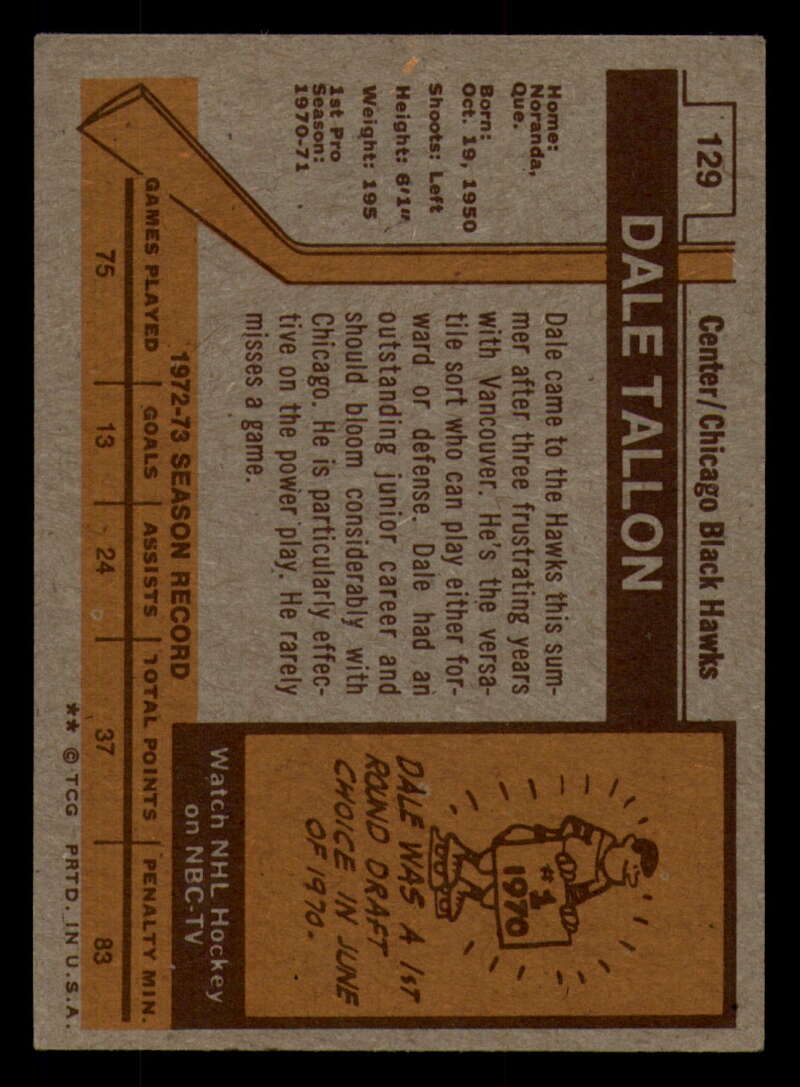 129
Center/Chicago Black Hawks
DALE TALLON
Home:
Noranda,
Que.
Born:
Oct. 19, 1950
Shoots: Left
Height: 6'1"
Weight: 195
1st Pro
Season:
1970-71
Dale came to the Hawks this sum-
mer after three frustrating years
with Vancouver. He's the versa-
tile sort who can play either for-
ward or defense. Dale had an
outstanding junior career and
should bloom considerably with
Chicago. He is particularly effec-
tive on the power play. He rarely
misses a game.
#1
1970
DALE WAS A 1ST
ROUND DRAFT
CHOICE IN JUNE
OF 1970.
Watch NHL Hockey
on NBC-TV
1972-73 SEASON RECORD
GAMES PLAYED GOALS ASSISTS TOTAL POINTS PENALTY MIN.
75 13 24 37 83
** © TCG PRTD. IN U.S.A.